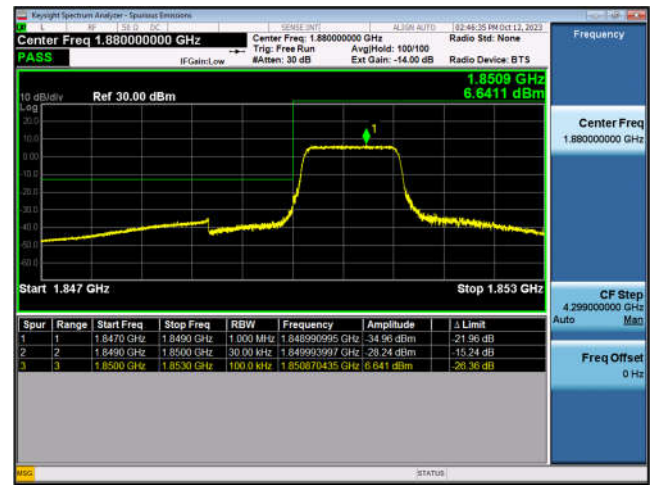 Keysight Spectrum Analyzer - Spurious Emissions
L RF 50 Ω DC SENSE:INT ALIGN AUTO 02:46:35 PM Oct 12, 2023
Center Freq 1.880000000 GHz Center Freq: 1.880000000 GHz Radio Std: None Frequency
Trig: Free Run Avg|Hold: 100/100
PASS IFGain:Low #Atten: 30 dB Ext Gain: -14.00 dB Radio Device: BTS
1.8509 GHz
6.6411 dBm
10 dB/div Ref 30.00 dBm
Log
20.0
10.0
0.00
-10.0
-20.0
-30.0
-40.0
-50.0
-60.0
1
Start 1.847 GHz Stop 1.853 GHz
Spur Range Start Freq Stop Freq RBW Frequency Amplitude Δ Limit
1 1 1.8470 GHz 1.8490 GHz 1.000 MHz 1.848990995 GHz -34.96 dBm -21.96 dB
2 2 1.8490 GHz 1.8500 GHz 30.00 kHz 1.849993997 GHz -28.24 dBm -15.24 dB
3 3 1.8500 GHz 1.8530 GHz 100.0 kHz 1.850870435 GHz 6.641 dBm -26.36 dB
Center Freq
1.880000000 GHz
CF Step
4.299000000 GHz
Auto Man
Freq Offset
0 Hz
MSG STATUS